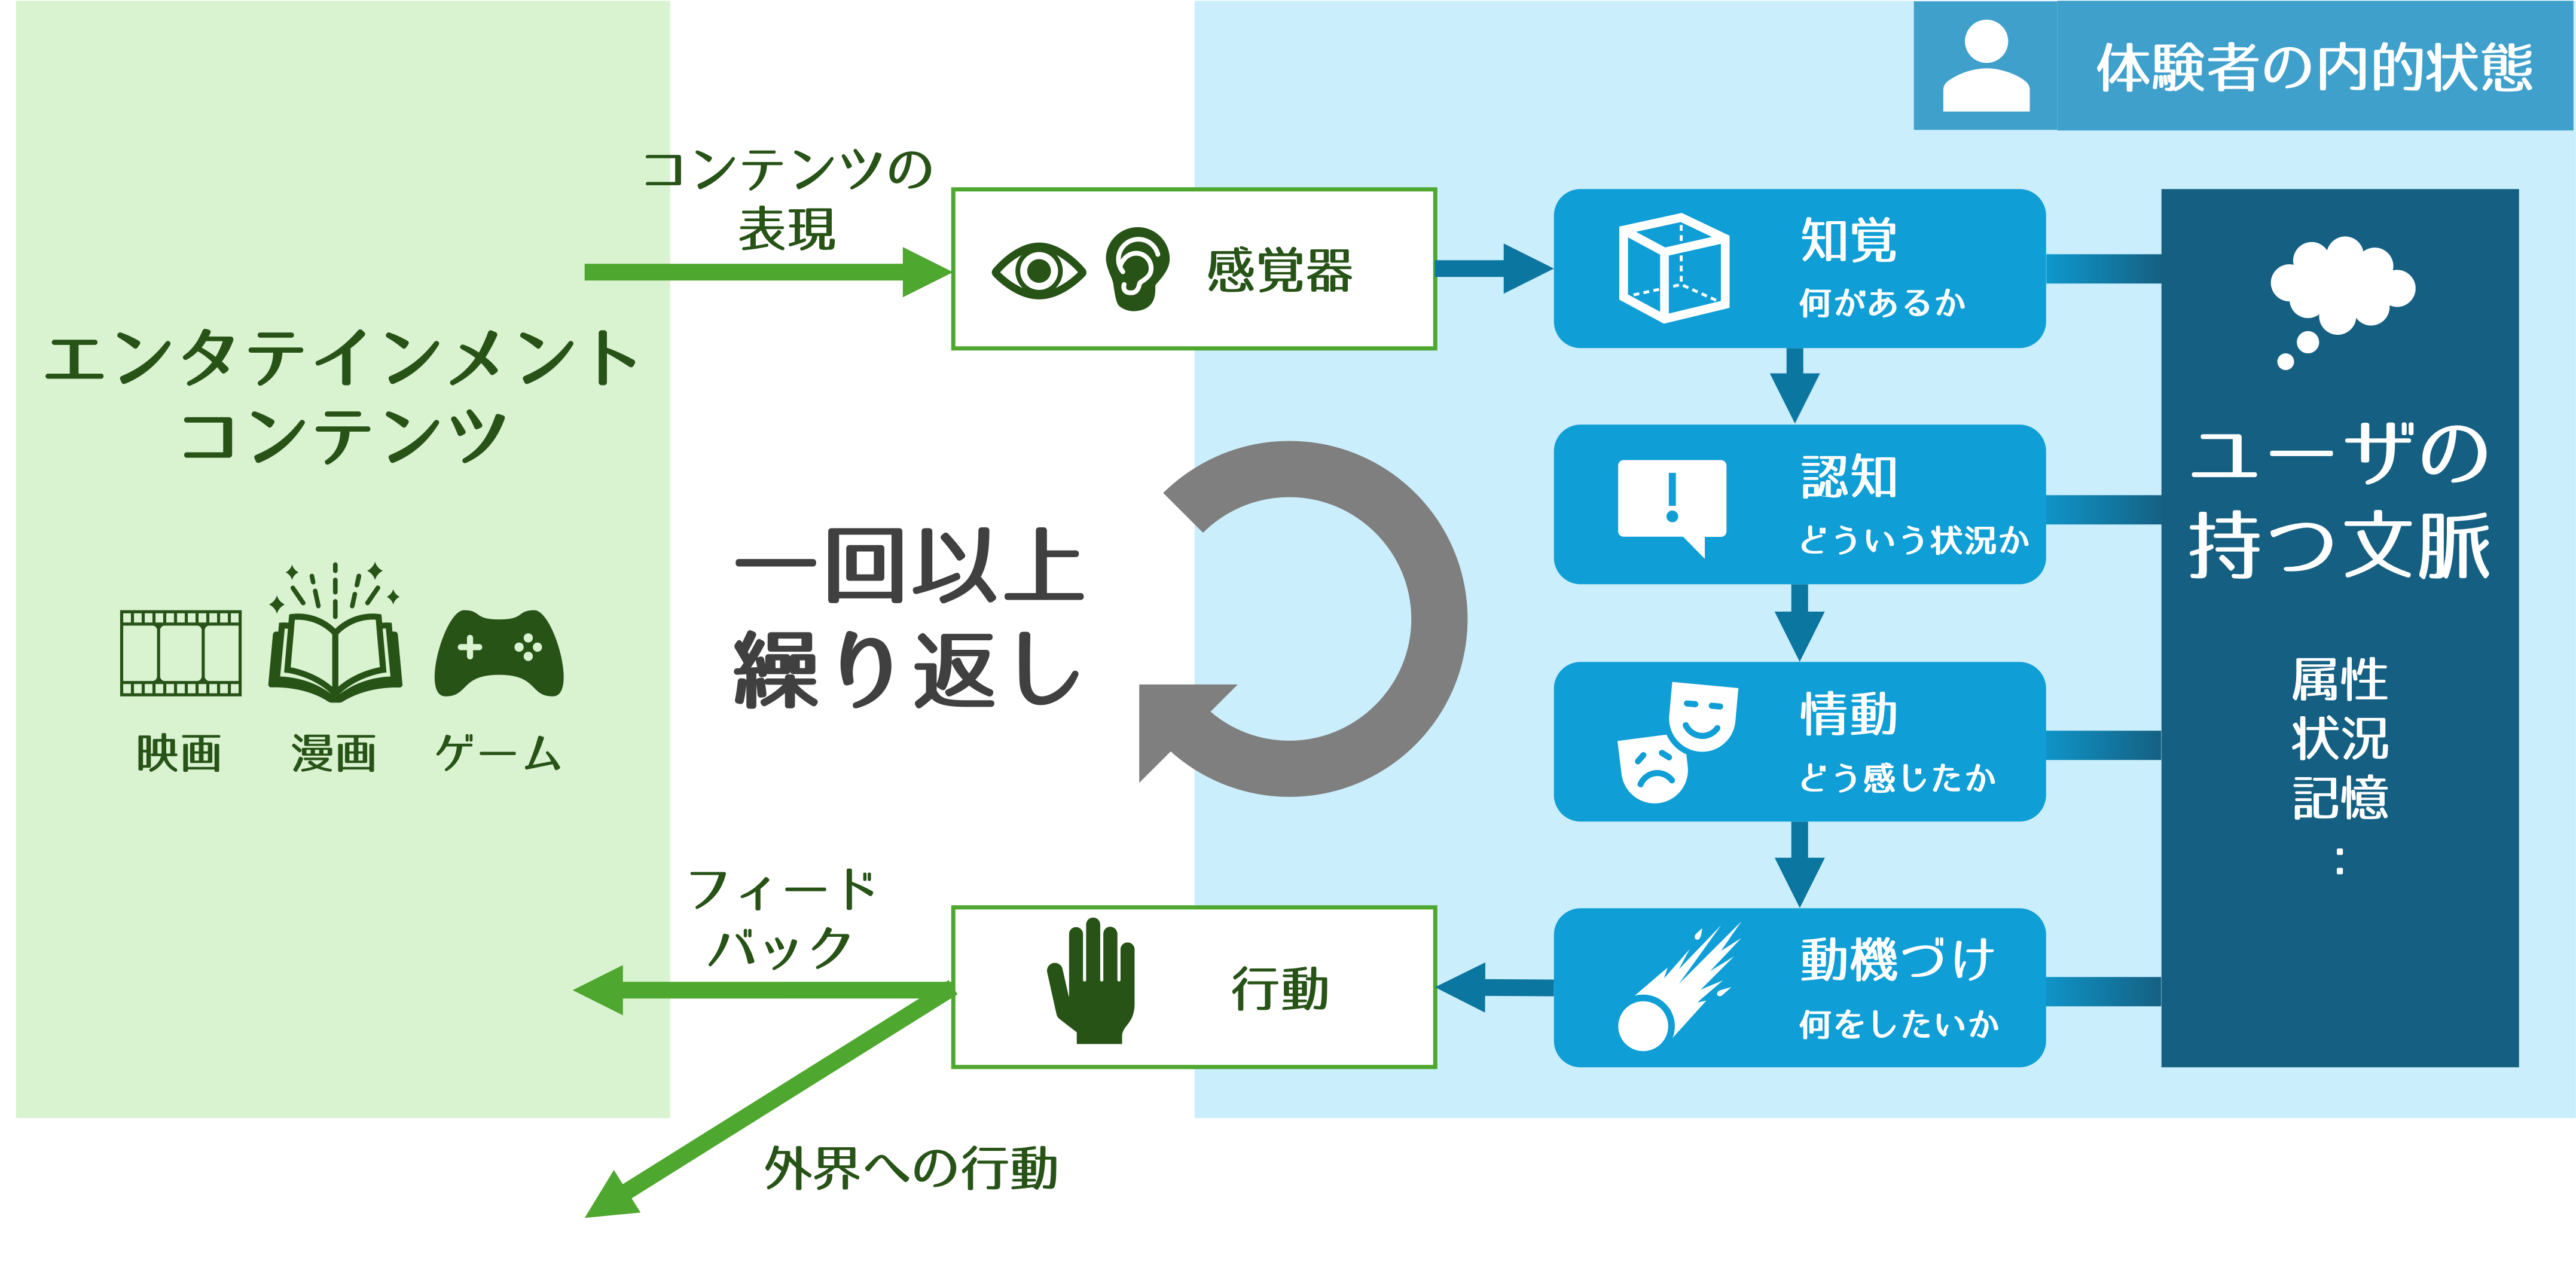 体験者の内的状態
コンテンツの
表現
感覚器
知覚
何があるか
エンタテインメント
コンテンツ
映画
漫画
ゲーム
一回以上
繰り返し
認知
どういう状況か
情動
どう感じたか
動機づけ
何をしたいか
ユーザの
持つ文脈
属性
状況
記憶
:
行動
フィード
バック
外界への行動